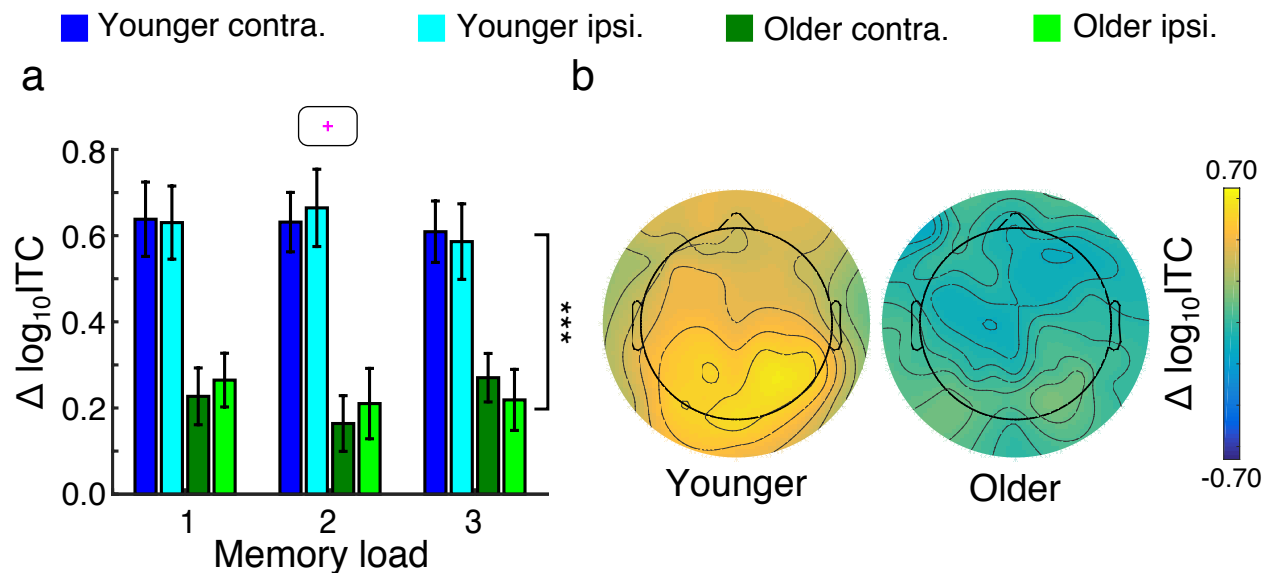 Younger contra. Younger ipsi. Older contra. Older ipsi.
a b
+
0.8
0.6
0.4
0.2
0.0
Δ log₁₀ITC
***
1 2 3
Memory load
Younger Older
0.70
Δ log₁₀ITC
-0.70